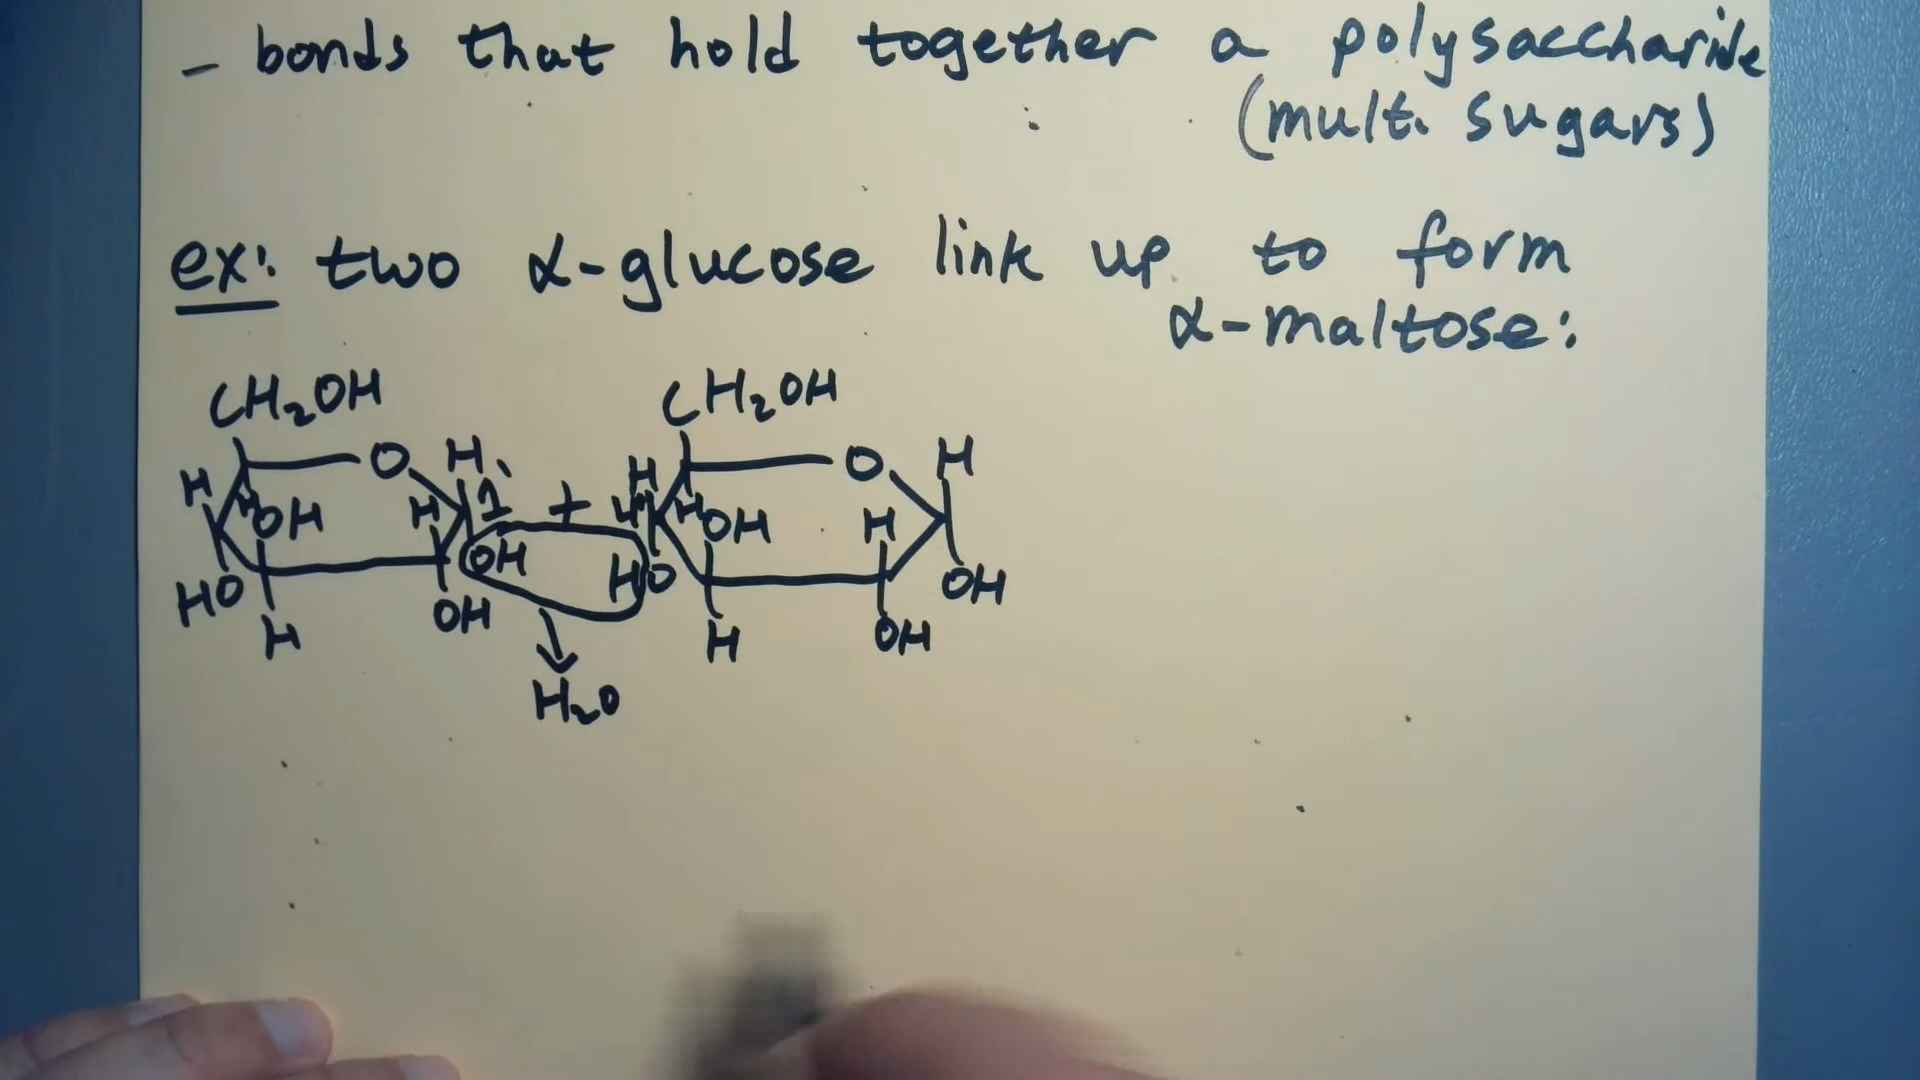 - bonds that hold together a polysaccharide
(mult. sugars)
ex: two α-glucose link up to form
α-maltose:
CH₂OH CH₂OH
H O H H O H
H OH H 1 + 4 H OH H
HO OH HO OH
H OH H OH
H₂O